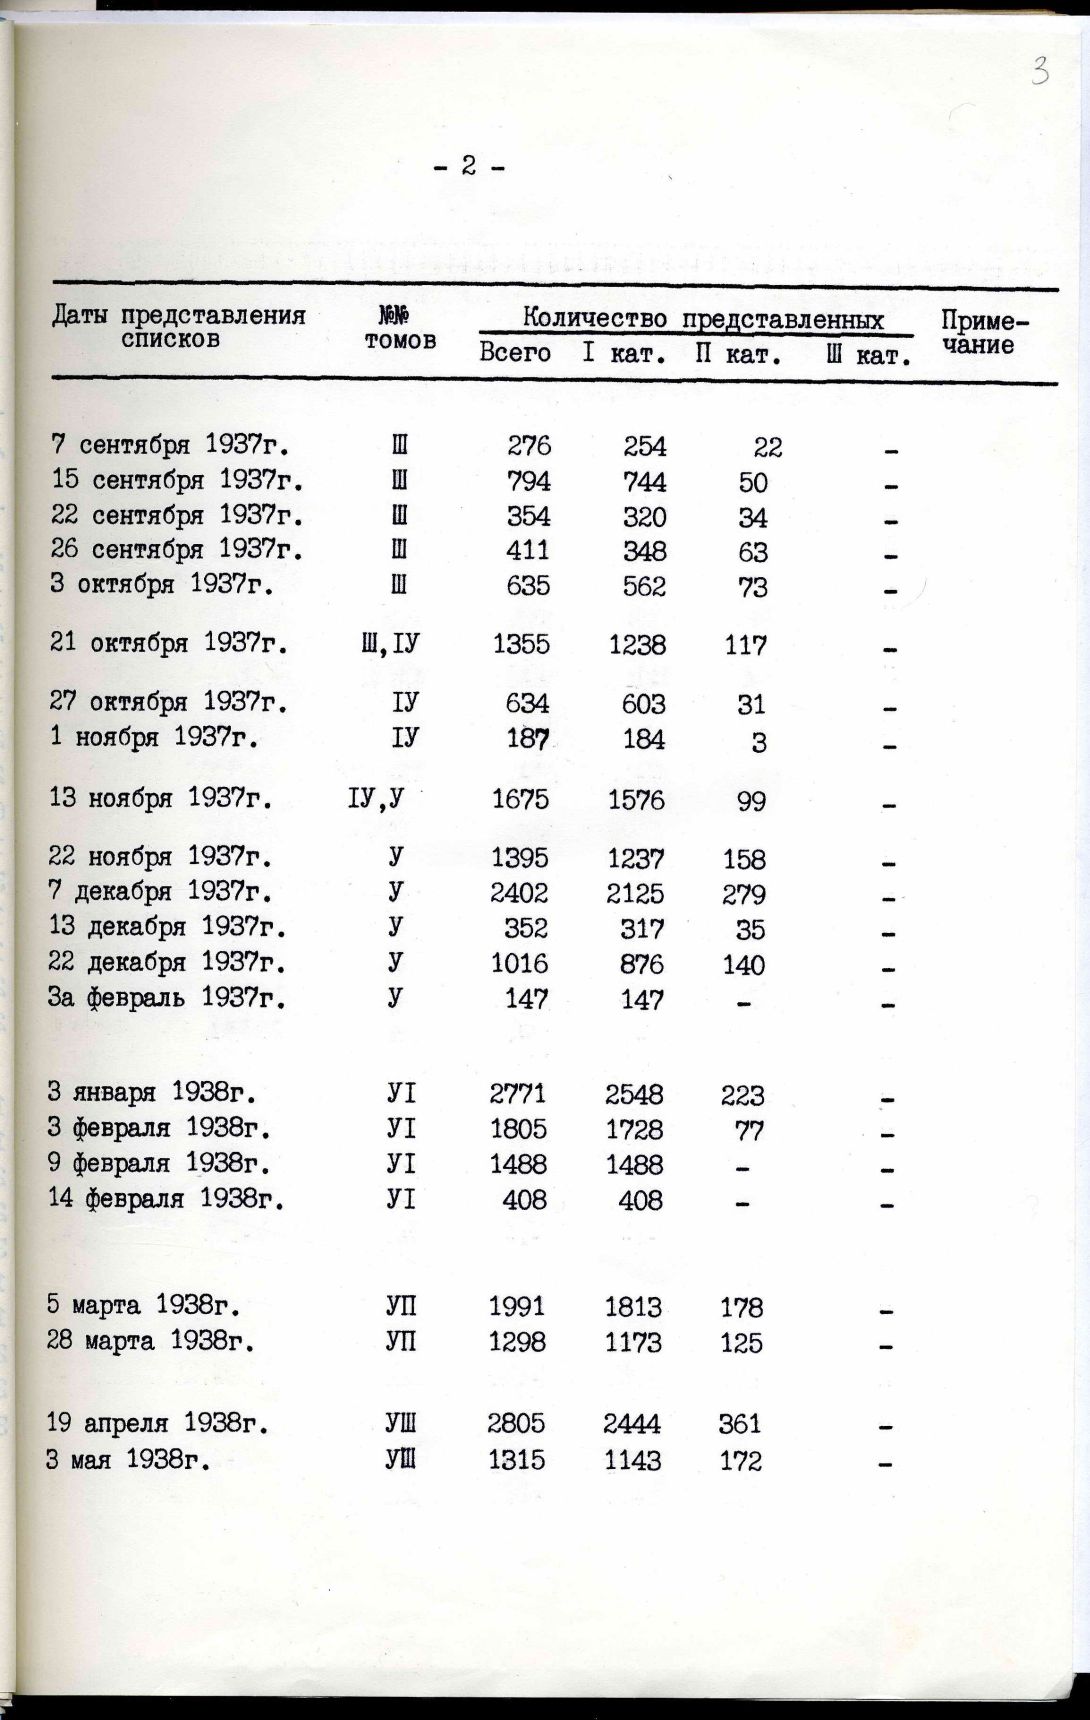 3
- 2 -
Даты представления №№ Количество представленных Приме-
списков томов Всего I кат. П кат. Ш кат. чание
7 сентября 1937г. Ш 276 254 22 -
15 сентября 1937г. Ш 794 744 50 -
22 сентября 1937г. Ш 354 320 34 -
26 сентября 1937г. Ш 411 348 63 -
3 октября 1937г. Ш 635 562 73 -
21 октября 1937г. Ш,IУ 1355 1238 117 -
27 октября 1937г. IУ 634 603 31 -
1 ноября 1937г. IУ 187 184 3 -
13 ноября 1937г. IУ,У 1675 1576 99 -
22 ноября 1937г. У 1395 1237 158 -
7 декабря 1937г. У 2402 2125 279 -
13 декабря 1937г. У 352 317 35 -
22 декабря 1937г. У 1016 876 140 -
За февраль 1937г. У 147 147 - -
3 января 1938г. УI 2771 2548 223 -
3 февраля 1938г. УI 1805 1728 77 -
9 февраля 1938г. УI 1488 1488 - -
14 февраля 1938г. УI 408 408 - -
5 марта 1938г. УП 1991 1813 178 -
28 марта 1938г. УП 1298 1173 125 -
19 апреля 1938г. УШ 2805 2444 361 -
3 мая 1938г. УШ 1315 1143 172 -